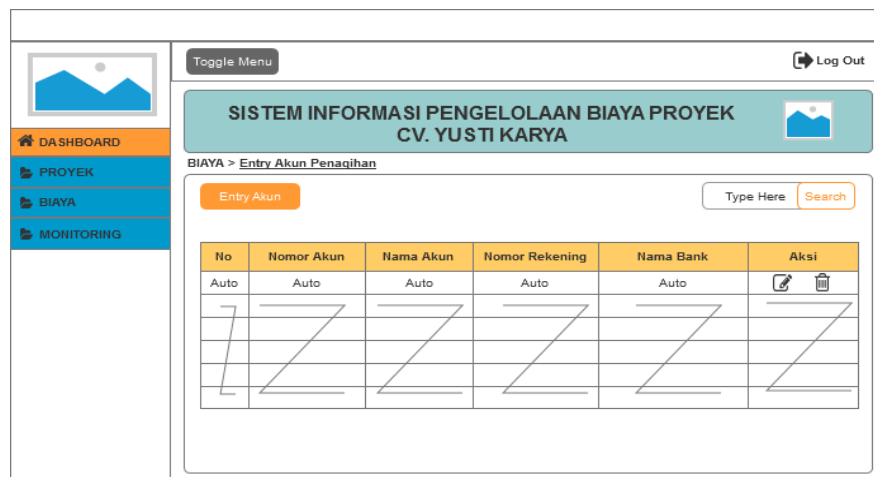 Toggle Menu
Log Out
SISTEM INFORMASI PENGELOLAAN BIAYA PROYEK
CV. YUSTI KARYA
DASHBOARD
PROYEK
BIAYA
MONITORING
BIAYA > Entry Akun Penagihan
Entry Akun
Type Here Search
No Nomor Akun Nama Akun Nomor Rekening Nama Bank Aksi
Auto Auto Auto Auto Auto